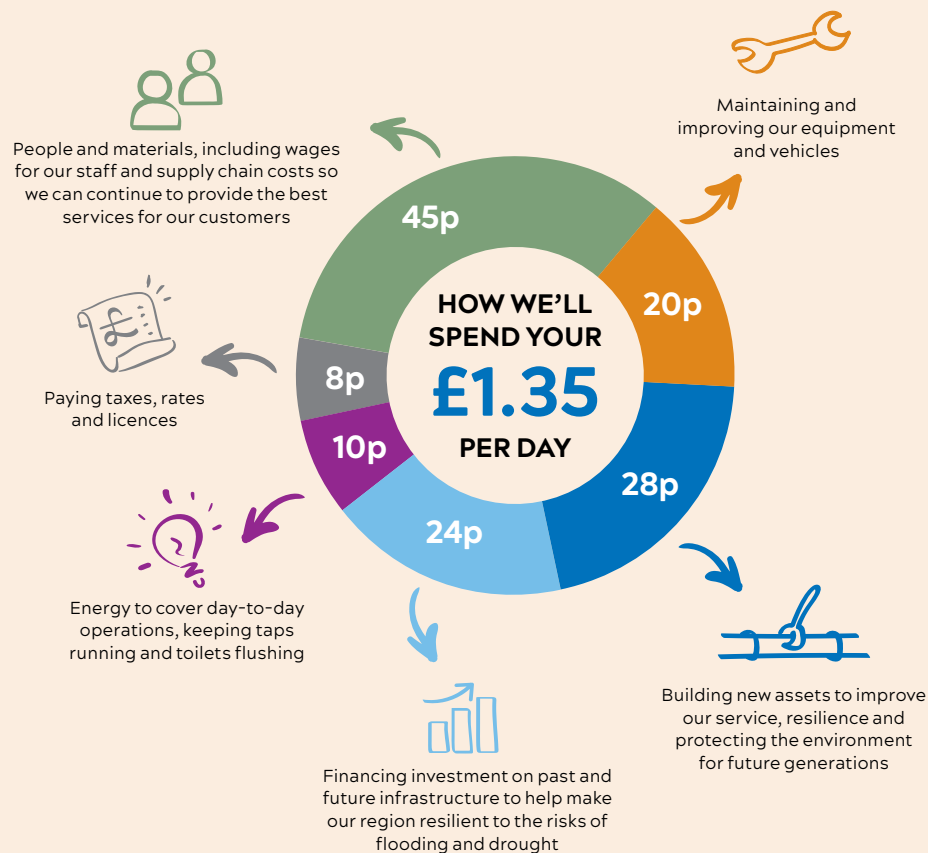 People and materials, including wages
for our staff and supply chain costs so
we can continue to provide the best
services for our customers
Maintaining and
improving our equipment
and vehicles
45p
20p
HOW WE’LL
SPEND YOUR
£1.35
PER DAY
8p
Paying taxes, rates
and licences
£
10p
28p
24p
Energy to cover day-to-day
operations, keeping taps
running and toilets flushing
Building new assets to improve
our service, resilience and
protecting the environment
for future generations
Financing investment on past and
future infrastructure to help make
our region resilient to the risks of
flooding and drought